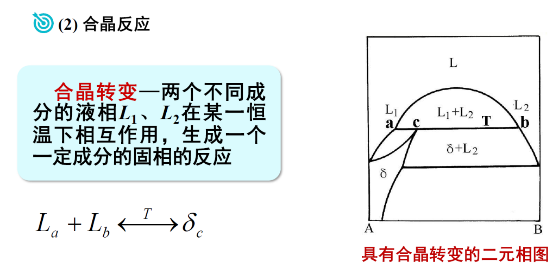 (2) 合晶反应
合晶转变—两个不同成
分的液相L₁、L₂在某一恒
温下相互作用，生成一个
一定成分的固相的反应
Lₐ + L_b ⟷ᵀ δ_c
L
L₁
L₁+L₂
L₂
a
c
T
b
δ+L₂
δ
A
B
具有合晶转变的二元相图